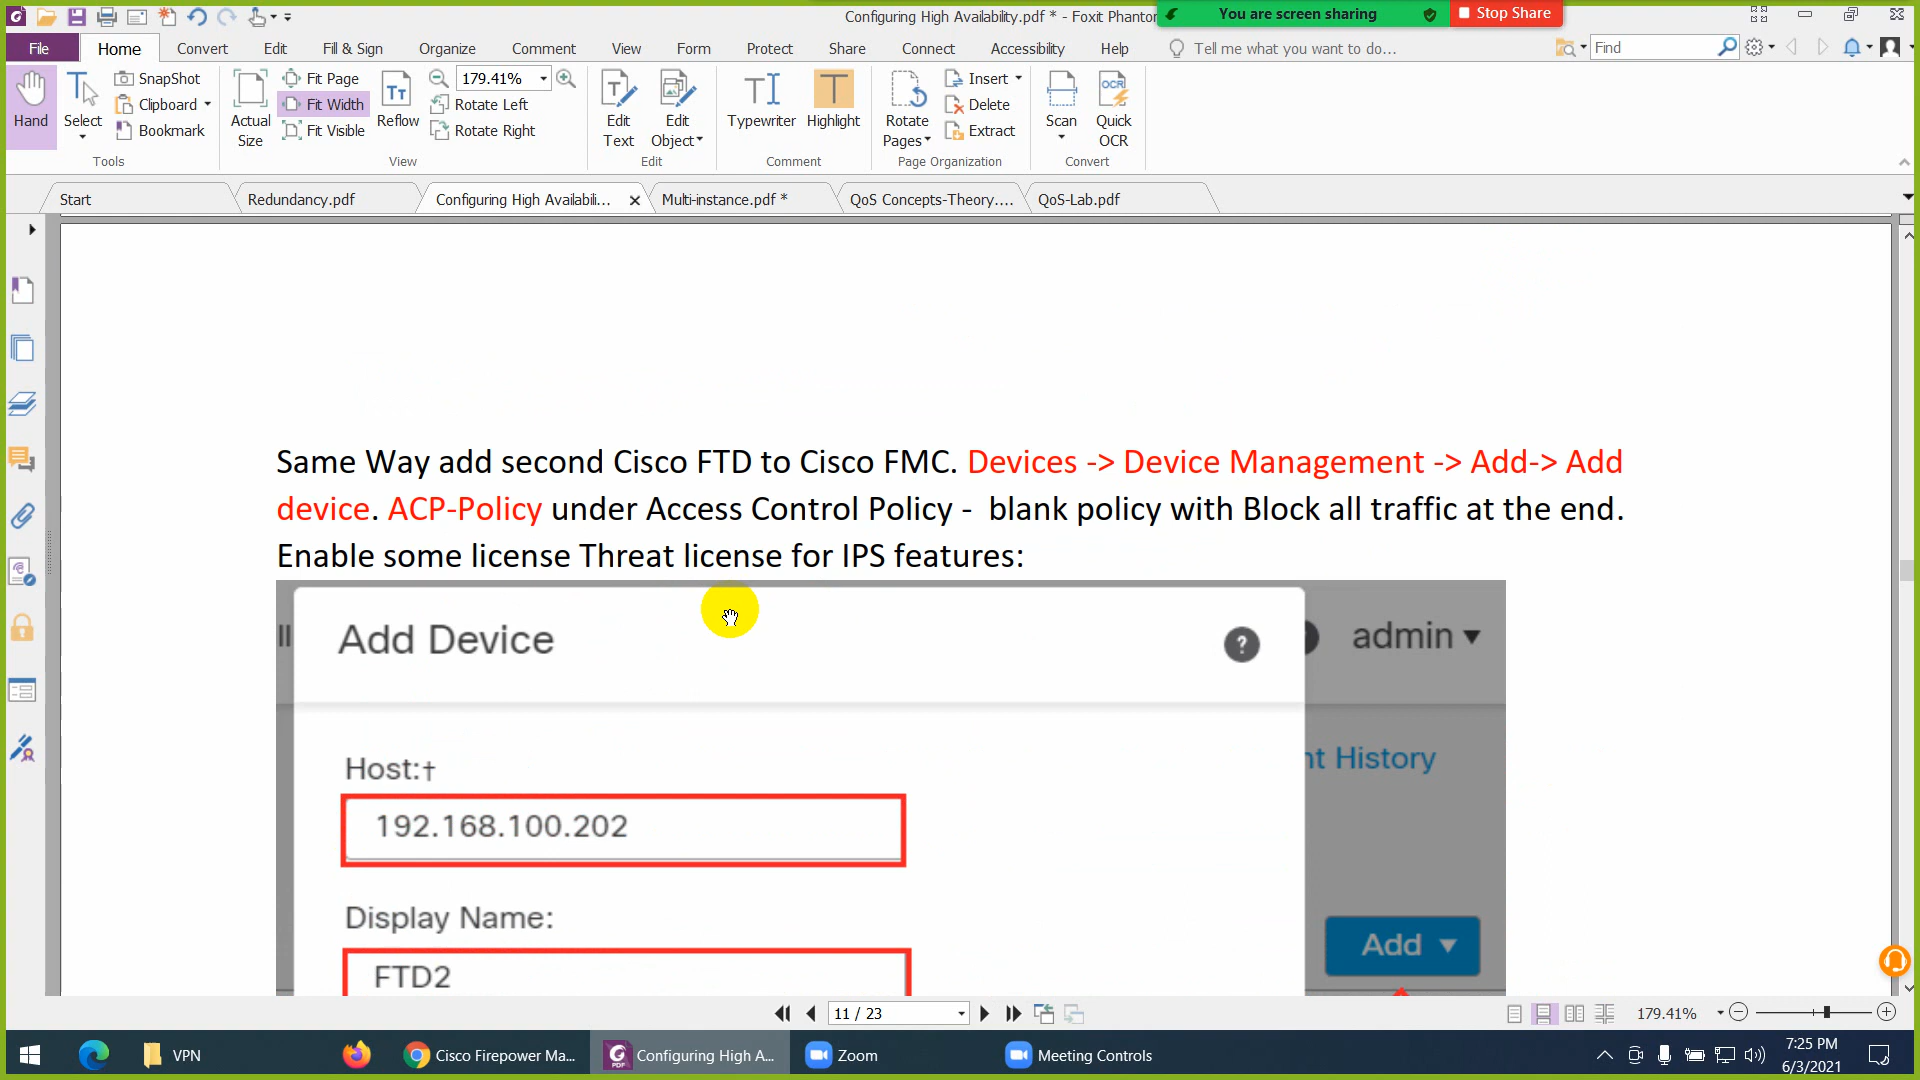 Configuring High Availability.pdf * - Foxit Phantom
You are screen sharing
Stop Share
File
Home
Convert
Edit
Fill & Sign
Organize
Comment
View
Form
Protect
Share
Connect
Accessibility
Help
Tell me what you want to do...
Find
Hand
Select
SnapShot
Clipboard
Bookmark
Tools
Actual Size
Fit Page
Fit Width
Fit Visible
Reflow
179.41%
Rotate Left
Rotate Right
View
Edit Text
Edit Object
Edit
Typewriter
Highlight
Comment
Rotate Pages
Insert
Delete
Extract
Page Organization
Scan
Quick OCR
Convert
Start
Redundancy.pdf
Configuring High Availabili...
Multi-instance.pdf *
QoS Concepts-Theory....
QoS-Lab.pdf
Same Way add second Cisco FTD to Cisco FMC. Devices -> Device Management -> Add-> Add
device. ACP-Policy under Access Control Policy - blank policy with Block all traffic at the end.
Enable some license Threat license for IPS features:
Add Device
?
admin
Host:†
nt History
192.168.100.202
Display Name:
Add
FTD2
11 / 23
179.41%
VPN
Cisco Firepower Ma...
Configuring High A...
Zoom
Meeting Controls
7:25 PM
6/3/2021